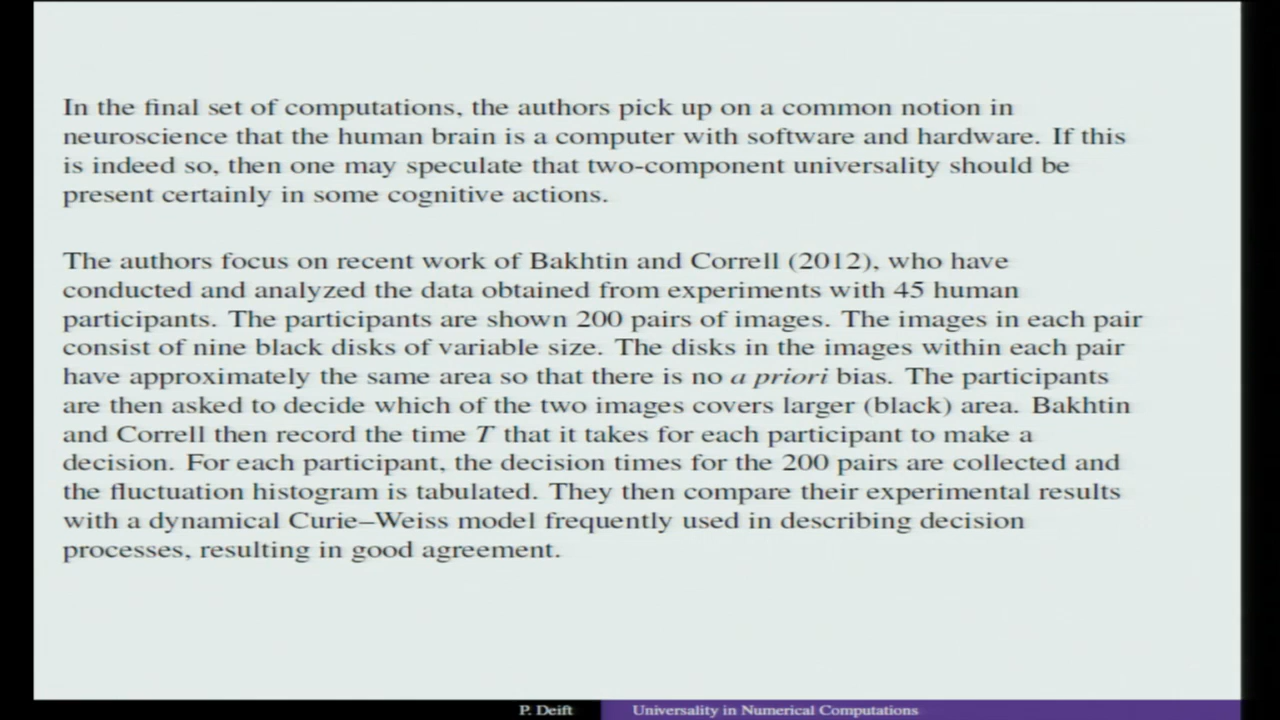 In the final set of computations, the authors pick up on a common notion in
neuroscience that the human brain is a computer with software and hardware. If this
is indeed so, then one may speculate that two-component universality should be
present certainly in some cognitive actions.
The authors focus on recent work of Bakhtin and Correll (2012), who have
conducted and analyzed the data obtained from experiments with 45 human
participants. The participants are shown 200 pairs of images. The images in each pair
consist of nine black disks of variable size. The disks in the images within each pair
have approximately the same area so that there is no a priori bias. The participants
are then asked to decide which of the two images covers larger (black) area. Bakhtin
and Correll then record the time T that it takes for each participant to make a
decision. For each participant, the decision times for the 200 pairs are collected and
the fluctuation histogram is tabulated. They then compare their experimental results
with a dynamical Curie–Weiss model frequently used in describing decision
processes, resulting in good agreement.
P. Deift Universality in Numerical Computations